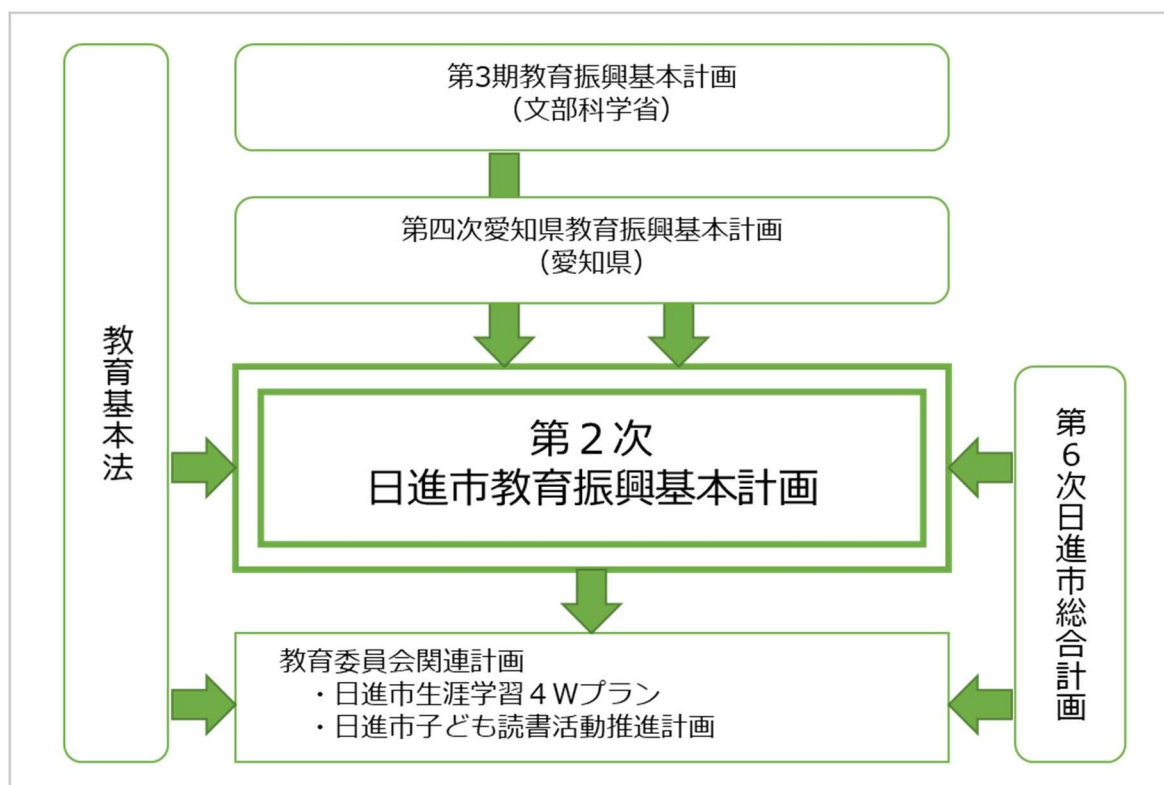 第3期教育振興基本計画
（文部科学省）
第四次愛知県教育振興基本計画
（愛知県）
教育基本法
第２次
日進市教育振興基本計画
第６次日進市総合計画
教育委員会関連計画
・日進市生涯学習４Wプラン
・日進市子ども読書活動推進計画